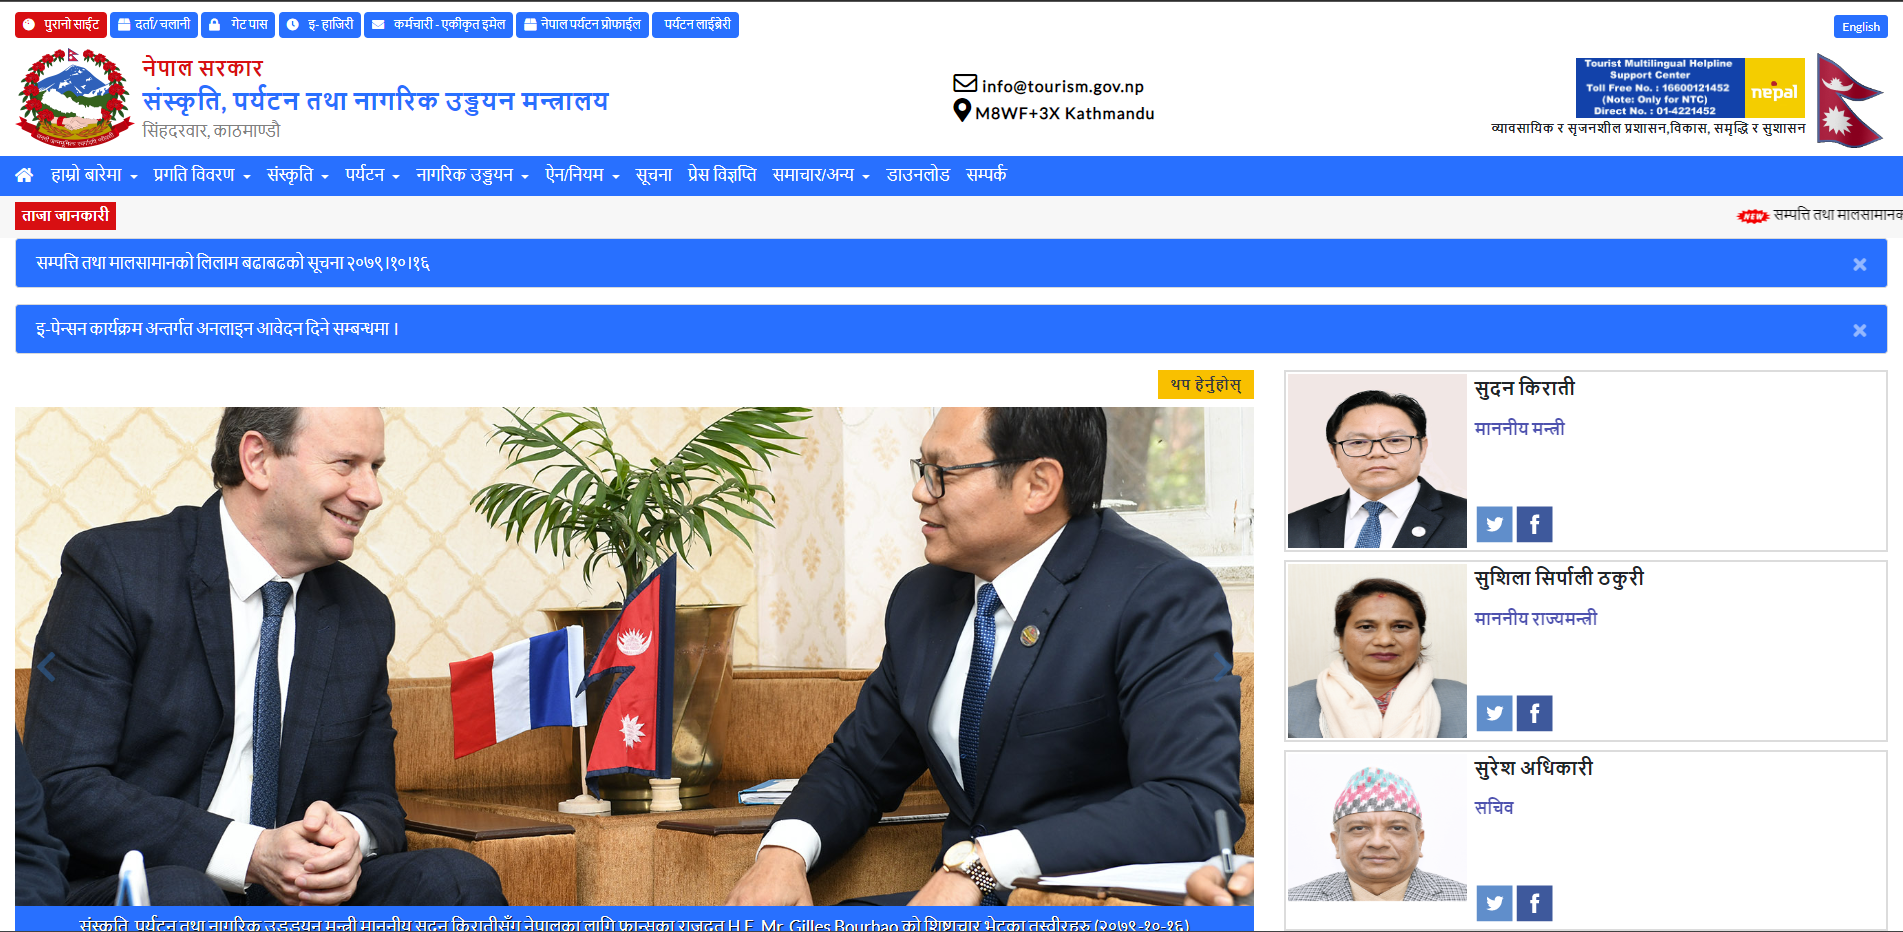 पुरानो साईट दर्ता/ चलानी गेट पास इ- हाजिरी कर्मचारी - एकीकृत इमेल नेपाल पर्यटन प्रोफाईल पर्यटन लाईब्रेरी English
नेपाल सरकार
संस्कृति, पर्यटन तथा नागरिक उड्डयन मन्त्रालय
सिंहदरवार, काठमाण्डौ
info@tourism.gov.np
M8WF+3X Kathmandu
Tourist Multilingual Helpline
Support Center
Toll Free No. : 16600121452
(Note: Only for NTC)
Direct No. : 01-4221452
nepal
व्यावसायिक र सृजनशील प्रशासन,विकास, समृद्धि र सुशासन
हाम्रो बारेमा प्रगति विवरण संस्कृति पर्यटन नागरिक उड्डयन ऐन/नियम सूचना प्रेस विज्ञप्ति समाचार/अन्य डाउनलोड सम्पर्क
ताजा जानकारी NEW सम्पत्ति तथा मालसामानक
सम्पत्ति तथा मालसामानको लिलाम बढाबढको सूचना २०७९।१०।१६ ×
इ-पेन्सन कार्यक्रम अन्तर्गत अनलाइन आवेदन दिने सम्बन्धमा । ×
थप हेर्नुहोस्
सुदन किराती
माननीय मन्त्री
सुशिला सिर्पाली ठकुरी
माननीय राज्यमन्त्री
सुरेश अधिकारी
सचिव
संस्कृति, पर्यटन तथा नागरिक उड्डयन मन्त्री माननीय सुदन किरातीसँग नेपालका लागि फ्रान्सका राजदूत H.E. Mr. Gilles Bourbao को शिष्टाचार भेटका तस्वीरहरु (२०७९-१०-१६)